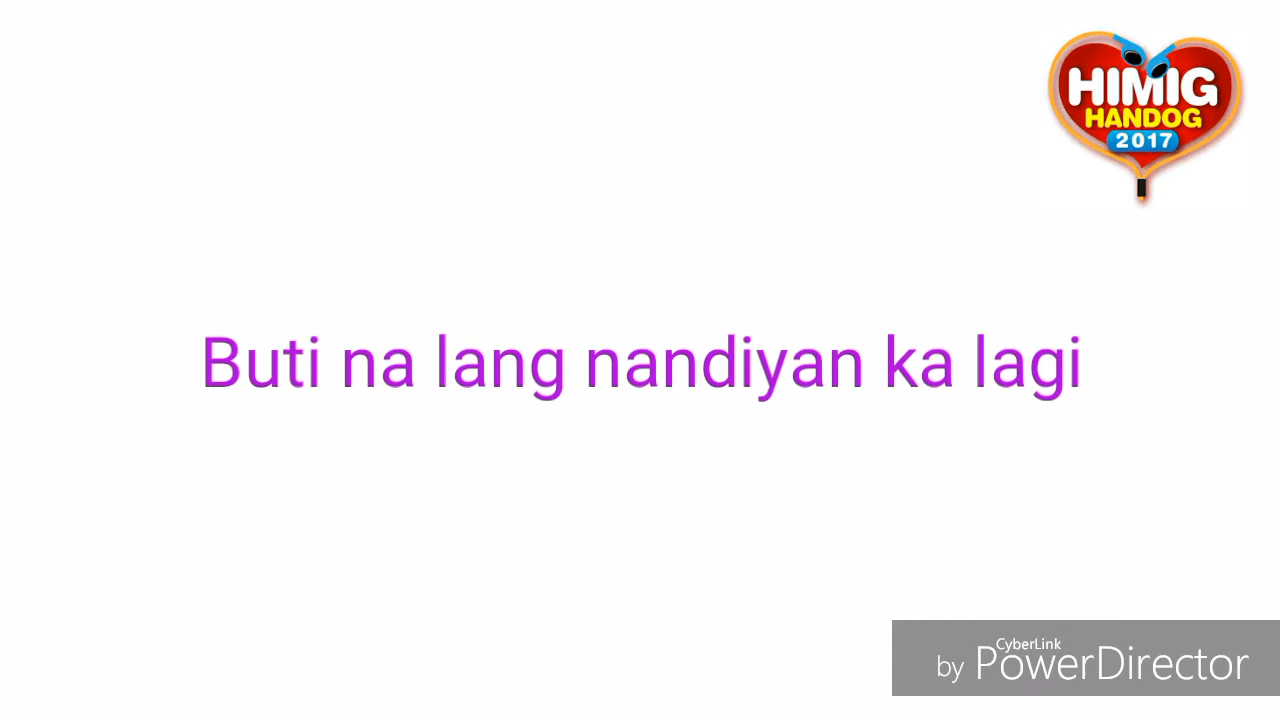 HIMIG
HANDOG
2017
Buti na lang nandiyan ka lagi
CyberLink
by PowerDirector